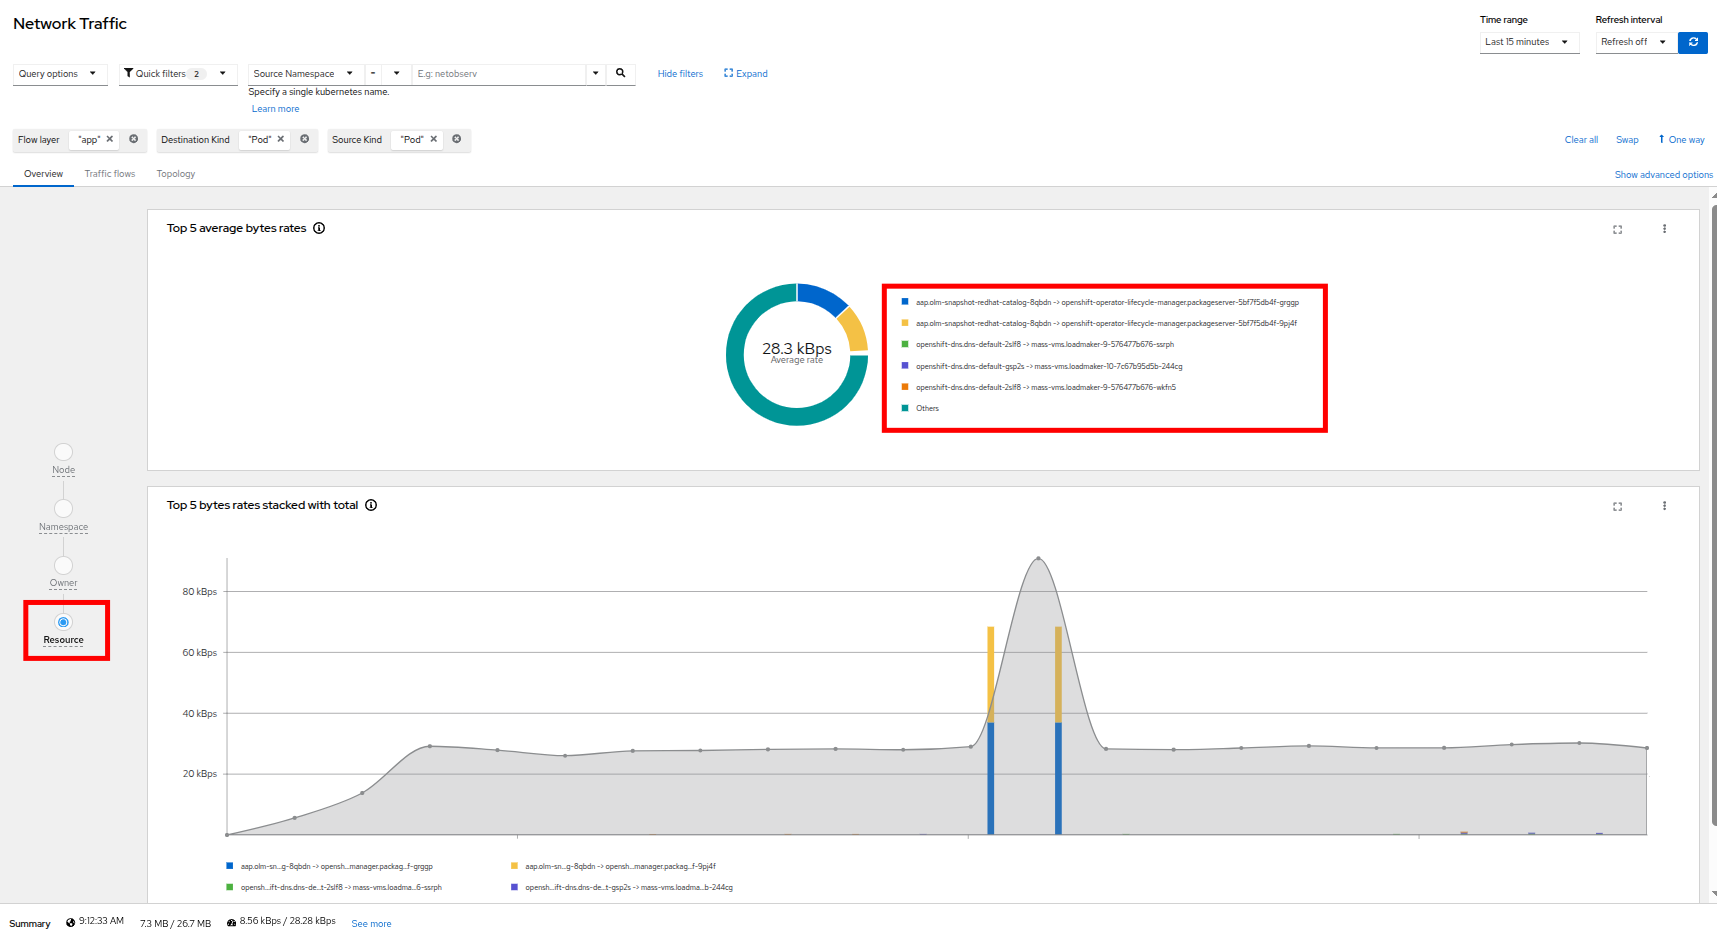 Network Traffic
Time range
Refresh interval
Last 15 minutes
Refresh off
Query options
Quick filters 2
Source Namespace
-
E.g: netobserv
Hide filters
Expand
Specify a single kubernetes name.
Learn more
Flow layer "app"
Destination Kind "Pod"
Source Kind "Pod"
Clear all
Swap
One way
Overview
Traffic flows
Topology
Show advanced options
Top 5 average bytes rates
28.3 kBps
Average rate
aap.olm-snapshot-redhat-catalog-8qbdn -> openshift-operator-lifecycle-manager.packageserver-5bf7f5db4f-grggp
aap.olm-snapshot-redhat-catalog-8qbdn -> openshift-operator-lifecycle-manager.packageserver-5bf7f5db4f-9pj4f
openshift-dns.dns-default-2slf8 -> mass-vms.loadmaker-9-576477b676-ssrph
openshift-dns.dns-default-gsp2s -> mass-vms.loadmaker-10-7c67b95d5b-244cg
openshift-dns.dns-default-2slf8 -> mass-vms.loadmaker-9-576477b676-wkfn5
Others
Node
Namespace
Owner
Resource
Top 5 bytes rates stacked with total
80 kBps
60 kBps
40 kBps
20 kBps
aap.olm-sn...g-8qbdn -> opensh...manager.packag...f-grggp
aap.olm-sn...g-8qbdn -> opensh...manager.packag...f-9pj4f
opensh...ift-dns.dns-de...t-2slf8 -> mass-vms.loadma...6-ssrph
opensh...ift-dns.dns-de...t-gsp2s -> mass-vms.loadma...b-244cg
Summary
9:12:33 AM
7.3 MB / 26.7 MB
8.56 kBps / 28.28 kBps
See more